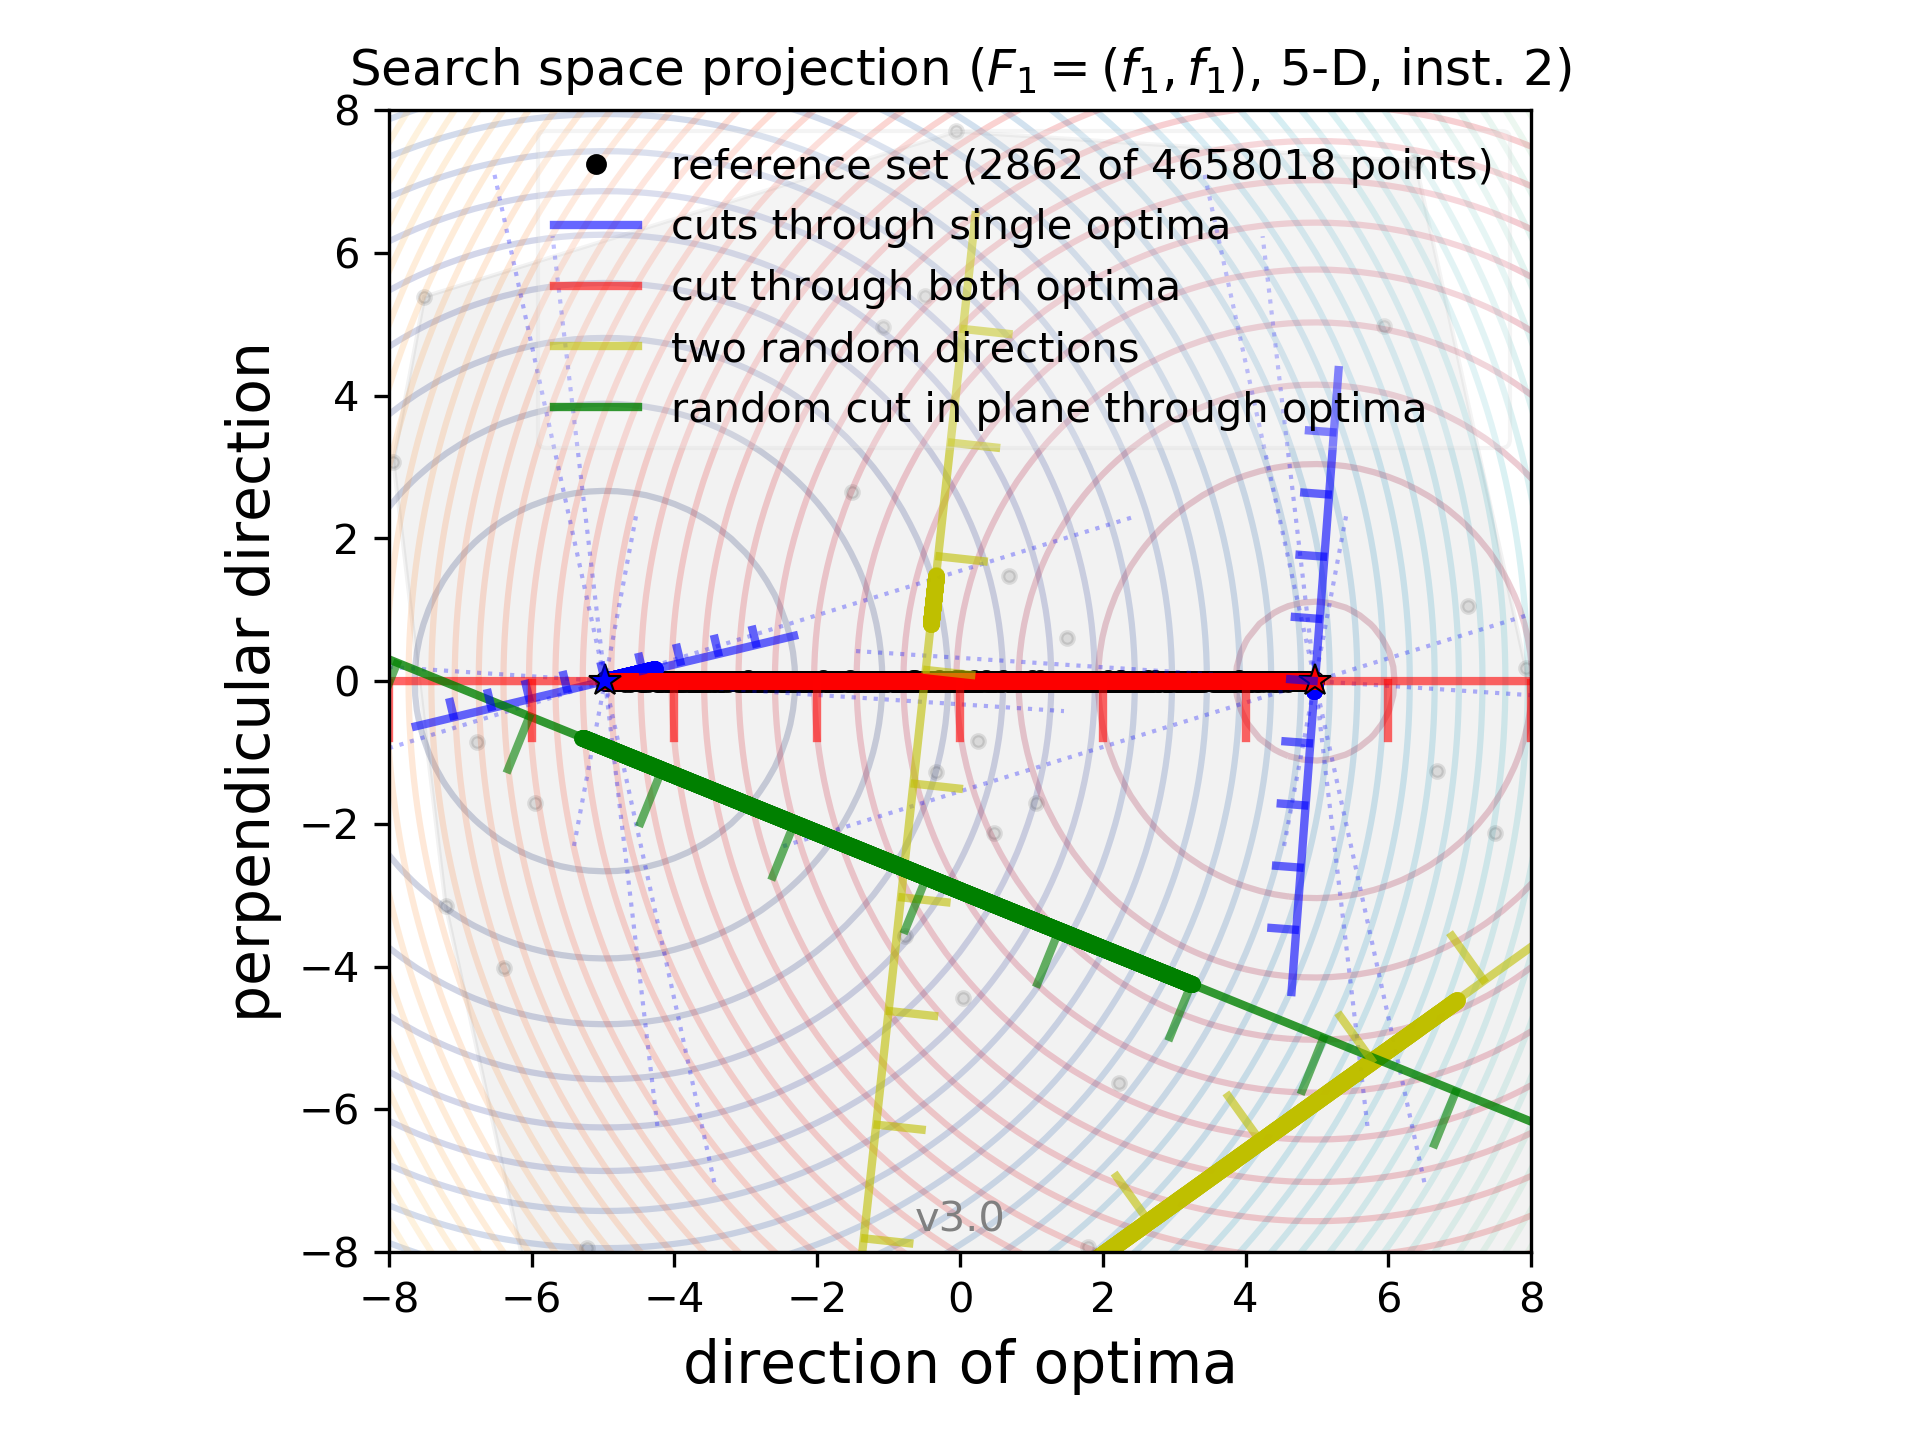 Search space projection (F₁ = (f₁, f₁), 5-D, inst. 2)
8
6
4
2
0
−2
−4
−6
−8
perpendicular direction
reference set (2862 of 4658018 points)
cuts through single optima
cut through both optima
two random directions
random cut in plane through optima
v3.0
−8 −6 −4 −2 0 2 4 6 8
direction of optima